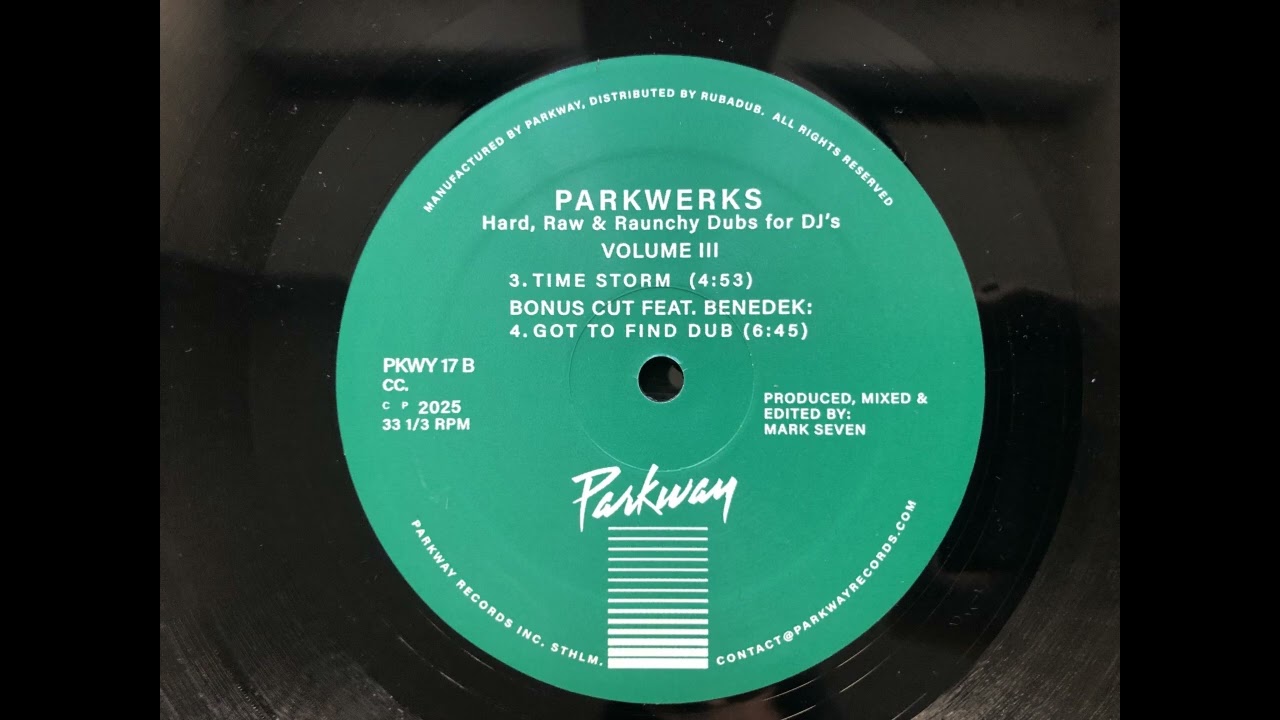 MANUFACTURED BY PARKWAY, DISTRIBUTED BY RUBADUB. ALL RIGHTS RESERVED
PARKWERKS
Hard, Raw & Raunchy Dubs for DJ's
VOLUME III
3. TIME STORM (4:53)
BONUS CUT FEAT. BENEDEK:
4. GOT TO FIND DUB (6:45)
PKWY 17 B
CC.
C P 2025
33 1/3 RPM
PRODUCED, MIXED &
EDITED BY:
MARK SEVEN
Parkway
PARKWAY RECORDS INC. STHLM.
CONTACT@PARKWAYRECORDS.COM